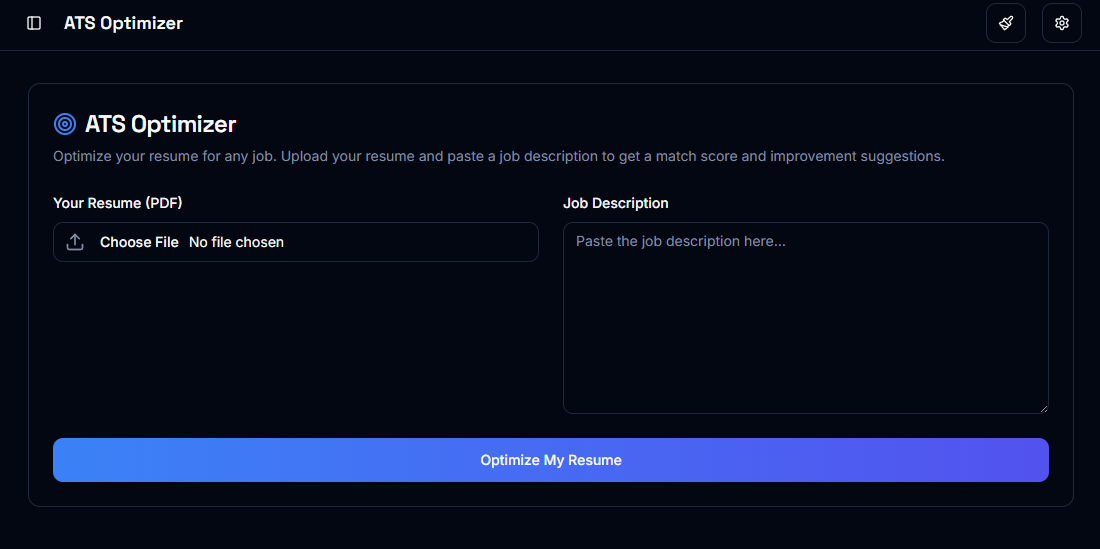 ATS Optimizer
ATS Optimizer
Optimize your resume for any job. Upload your resume and paste a job description to get a match score and improvement suggestions.
Your Resume (PDF)
Choose File No file chosen
Job Description
Paste the job description here...
Optimize My Resume